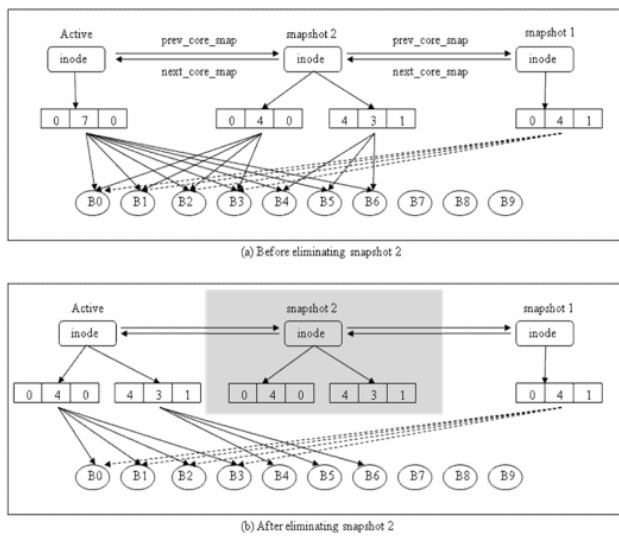 Active prev_core_snap snapshot 2 prev_core_snap snapshot 1
inode inode inode
next_core_snap next_core_snap
0 7 0 0 4 0 4 3 1 0 4 1
B0 B1 B2 B3 B4 B5 B6 B7 B8 B9
(a) Before eliminating snapshot 2
Active snapshot 2 snapshot 1
inode inode inode
0 4 0 4 3 1 0 4 0 4 3 1 0 4 1
B0 B1 B2 B3 B4 B5 B6 B7 B8 B9
(b) After eliminating snapshot 2